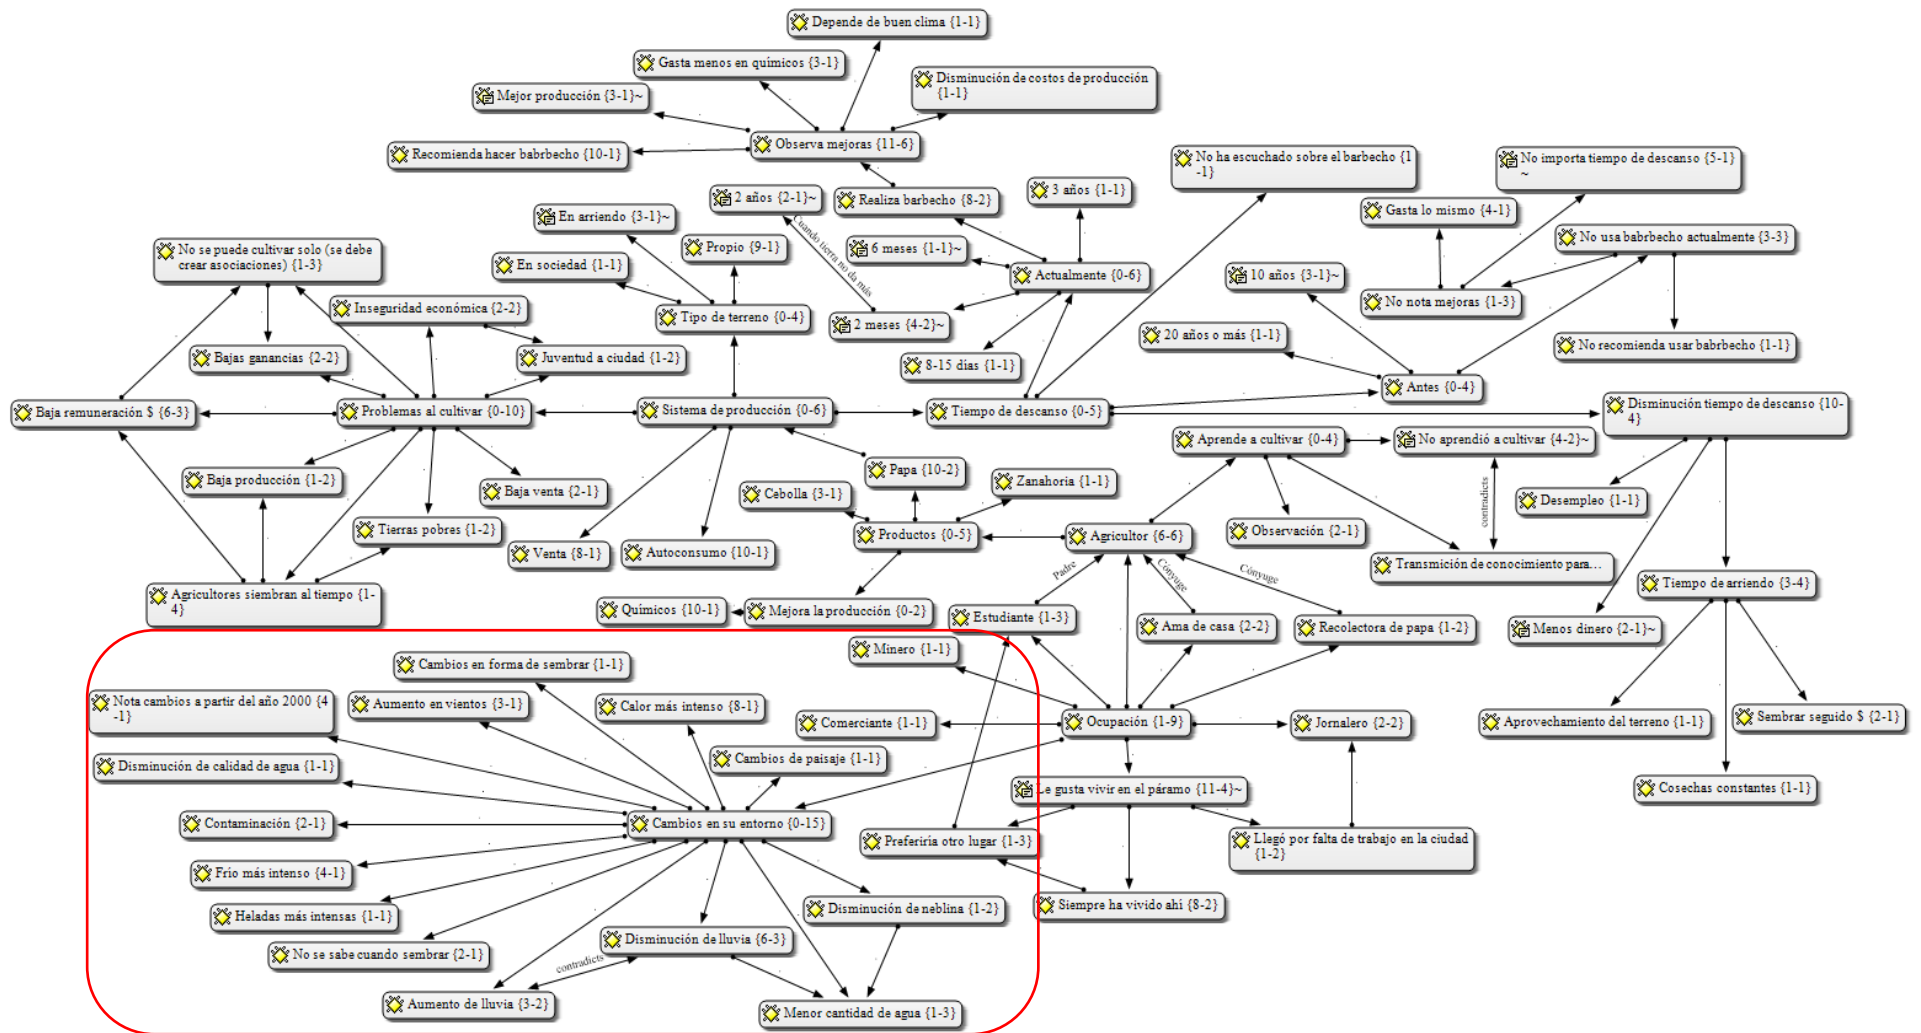 Depende de buen clima {1-1}
Gasta menos en químicos {3-1}
Disminución de costos de producción
{1-1}
Mejor producción {3-1}~
Observa mejoras {11-6}
Recomienda hacer babrbecho {10-1}
No ha escuchado sobre el barbecho {1
-1}
No importa tiempo de descanso {5-1}
~
2 años {2-1}~
Realiza barbecho {8-2}
3 años {1-1}
En arriendo {3-1}~
Gasta lo mismo {4-1}
Cuando tierra no da más
No se puede cultivar solo (se debe
crear asociaciones) {1-3}
Propio {9-1}
6 meses {1-1}~
No usa babrbecho actualmente {3-3}
En sociedad {1-1}
Actualmente {0-6}
10 años {3-1}~
Inseguridad económica {2-2}
Tipo de terreno {0-4}
2 meses {4-2}~
No nota mejoras {1-3}
20 años o más {1-1}
Bajas ganancias {2-2}
Juventud a ciudad {1-2}
8-15 días {1-1}
No recomienda usar babrbecho {1-1}
Antes {0-4}
Baja remuneración $ {6-3}
Problemas al cultivar {0-10}
Sistema de producción {0-6}
Tiempo de descanso {0-5}
Disminución tiempo de descanso {10-
4}
Aprende a cultivar {0-4}
No aprendió a cultivar {4-2}~
Baja producción {1-2}
Baja venta {2-1}
Papa {10-2}
Zanahoria {1-1}
Cebolla {3-1}
contradicts
Desempleo {1-1}
Tierras pobres {1-2}
Venta {8-1}
Autoconsumo {10-1}
Productos {0-5}
Agricultor {6-6}
Observación {2-1}
Transmición de conocimiento para...
Padre
Cónyuge
Cónyuge
Agricultores siembran al tiempo {1-
4}
Químicos {10-1}
Mejora la producción {0-2}
Estudiante {1-3}
Ama de casa {2-2}
Recolectora de papa {1-2}
Tiempo de arriendo {3-4}
Menos dinero {2-1}~
Cambios en forma de sembrar {1-1}
Minero {1-1}
Nota cambios a partir del año 2000 {4
-1}
Aumento en vientos {3-1}
Calor más intenso {8-1}
Comerciante {1-1}
Ocupación {1-9}
Jornalero {2-2}
Aprovechamiento del terreno {1-1}
Sembrar seguido $ {2-1}
Disminución de calidad de agua {1-1}
Cambios de paisaje {1-1}
Le gusta vivir en el páramo {11-4}~
Cosechas constantes {1-1}
Contaminación {2-1}
Cambios en su entorno {0-15}
Preferiría otro lugar {1-3}
Llegó por falta de trabajo en la ciudad
{1-2}
Frio más intenso {4-1}
Heladas más intensas {1-1}
Disminución de neblina {1-2}
Siempre ha vivido ahi {8-2}
No se sabe cuando sembrar {2-1}
Disminución de lluvia {6-3}
contradicts
Aumento de lluvia {3-2}
Menor cantidad de agua {1-3}